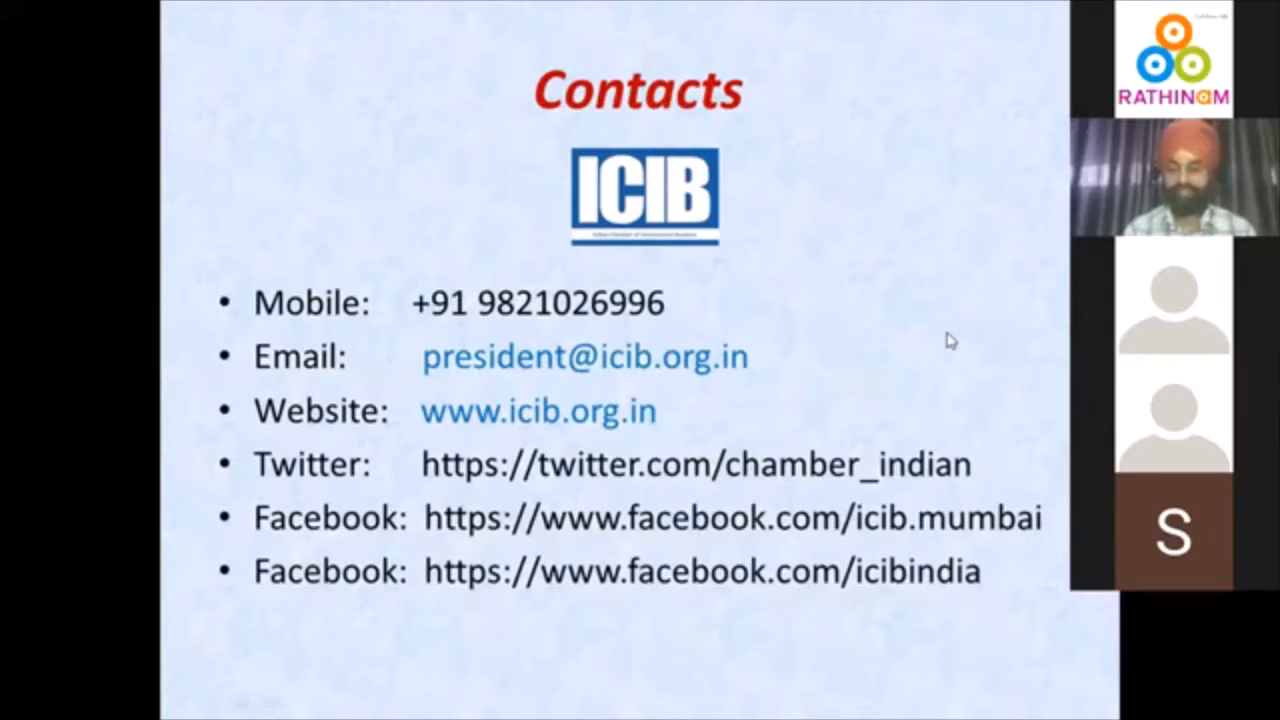 Contacts
ICIB
• Mobile: +91 9821026996
• Email: president@icib.org.in
• Website: www.icib.org.in
• Twitter: https://twitter.com/chamber_indian
• Facebook: https://www.facebook.com/icib.mumbai
• Facebook: https://www.facebook.com/icibindia
RATHINAM
S